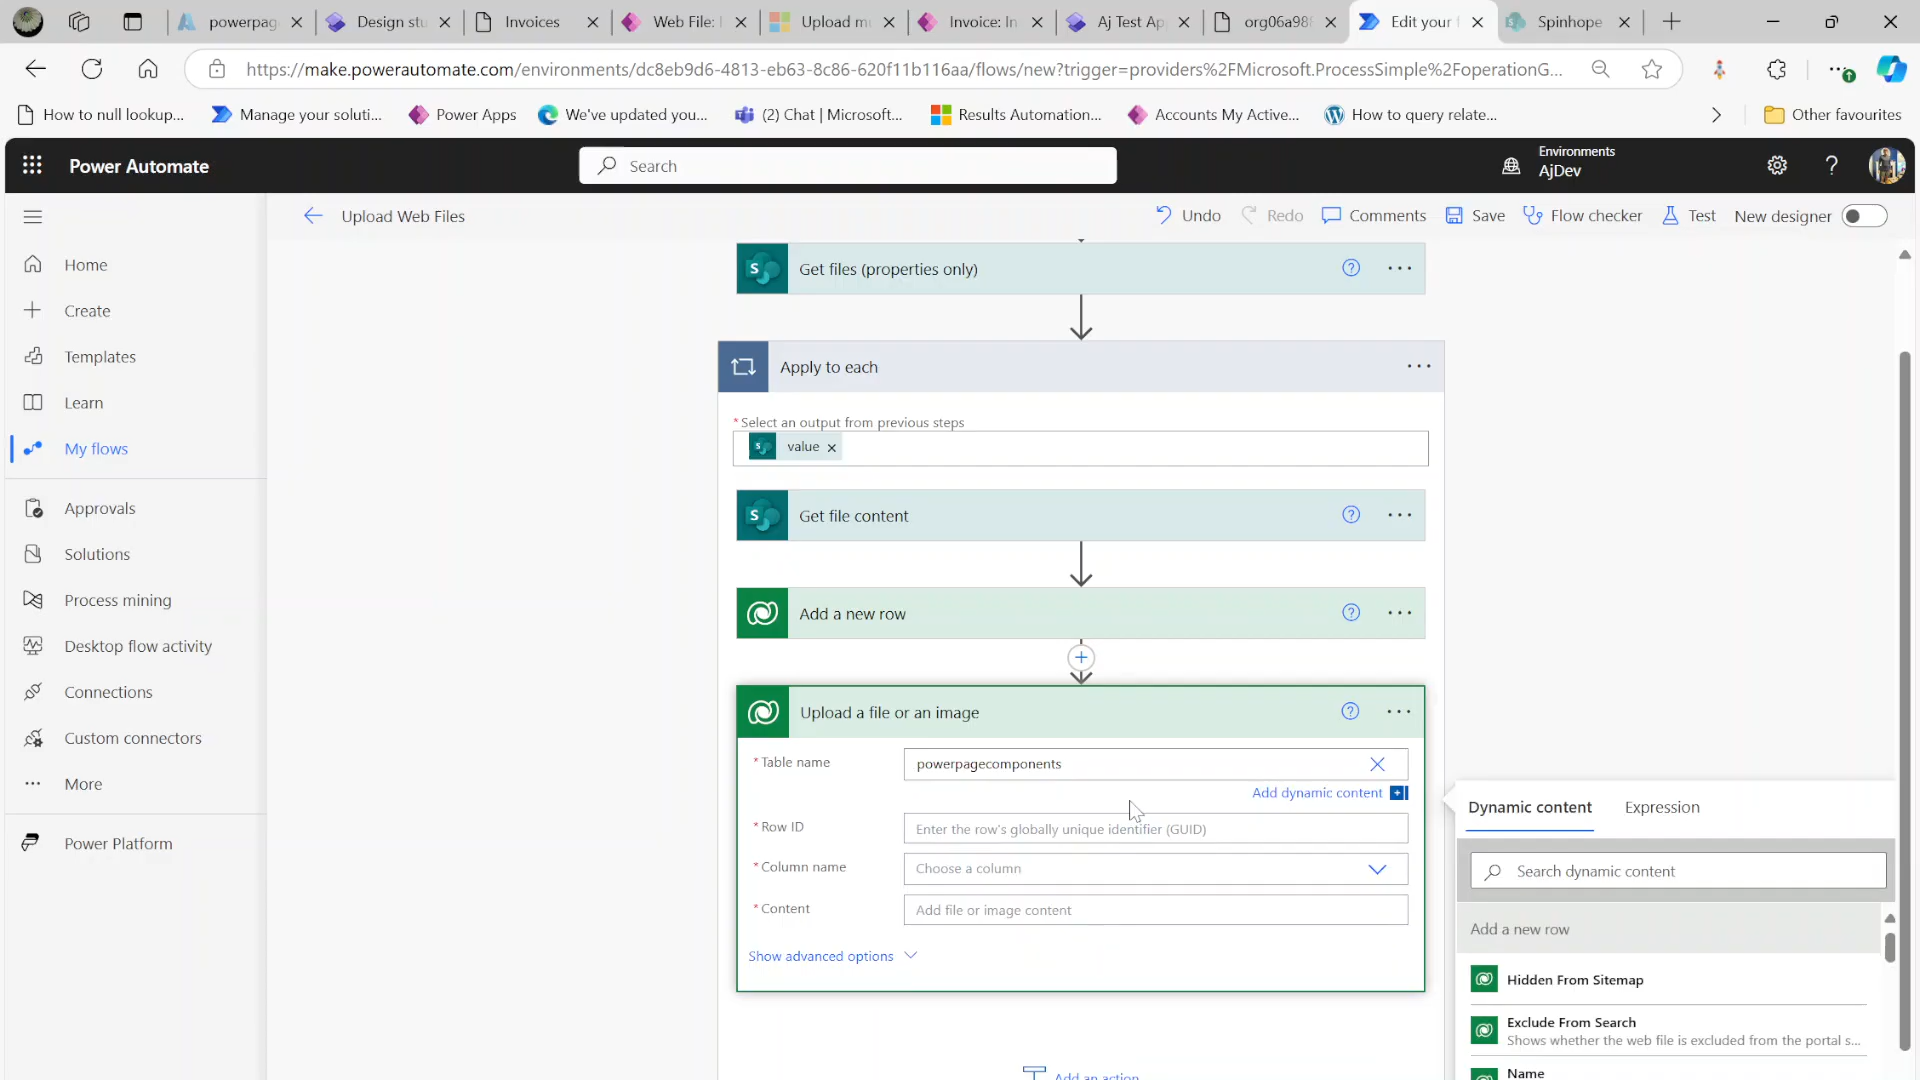 powerpag
Design stu
Invoices
Web File: I
Upload mu
Invoice: In
Aj Test Ap
org06a98
Edit your f
Spinhope
https://make.powerautomate.com/environments/dc8eb9d6-4813-eb63-8c86-620f11b116aa/flows/new?trigger=providers%2FMicrosoft.ProcessSimple%2FoperationG...
How to null lookup...
Manage your soluti...
Power Apps
We've updated you...
(2) Chat | Microsoft...
Results Automation...
Accounts My Active...
How to query relate...
Other favourites
Power Automate
Search
Environments
AjDev
Upload Web Files
Undo
Redo
Comments
Save
Flow checker
Test
New designer
Home
Create
Templates
Learn
My flows
Approvals
Solutions
Process mining
Desktop flow activity
Connections
Custom connectors
More
Power Platform
Get files (properties only)
Apply to each
* Select an output from previous steps
value
Get file content
Add a new row
Upload a file or an image
* Table name
powerpagecomponents
Add dynamic content
* Row ID
Enter the row's globally unique identifier (GUID)
* Column name
Choose a column
* Content
Add file or image content
Show advanced options
Add an action
Dynamic content
Expression
Search dynamic content
Add a new row
Hidden From Sitemap
Exclude From Search
Shows whether the web file is excluded from the portal s...
Name